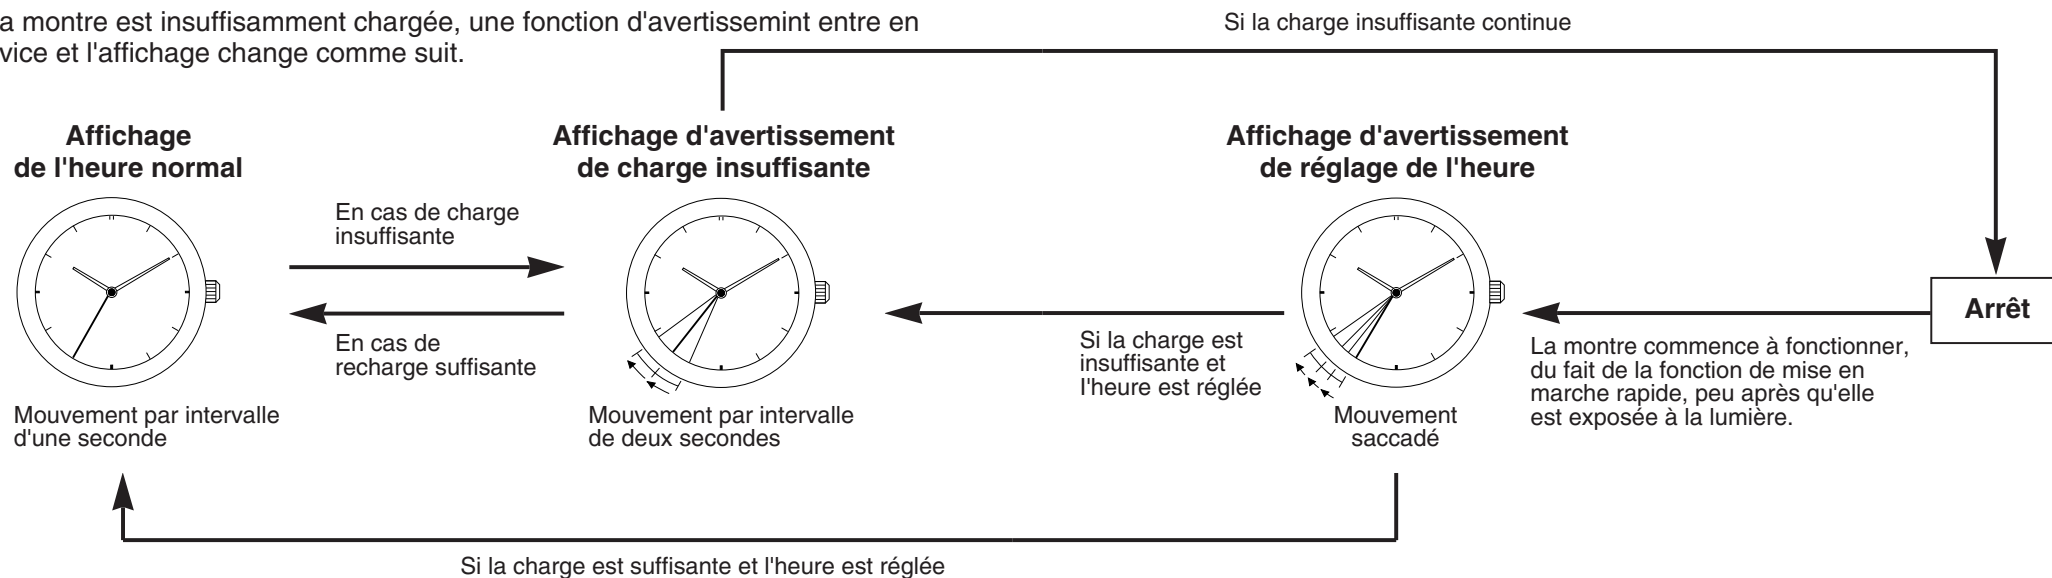 a montre est insuffisamment chargée, une fonction d'avertissemint entre en
vice et l'affichage change comme suit.
Si la charge insuffisante continue
Affichage
de l'heure normal
Affichage d'avertissement
de charge insuffisante
Affichage d'avertissement
de réglage de l'heure
En cas de charge
insuffisante
En cas de
recharge suffisante
Si la charge est
insuffisante et
l'heure est réglée
Arrêt
La montre commence à fonctionner,
du fait de la fonction de mise en
marche rapide, peu après qu'elle
est exposée à la lumière.
Mouvement par intervalle
d'une seconde
Mouvement par intervalle
de deux secondes
Mouvement
saccadé
Si la charge est suffisante et l'heure est réglée